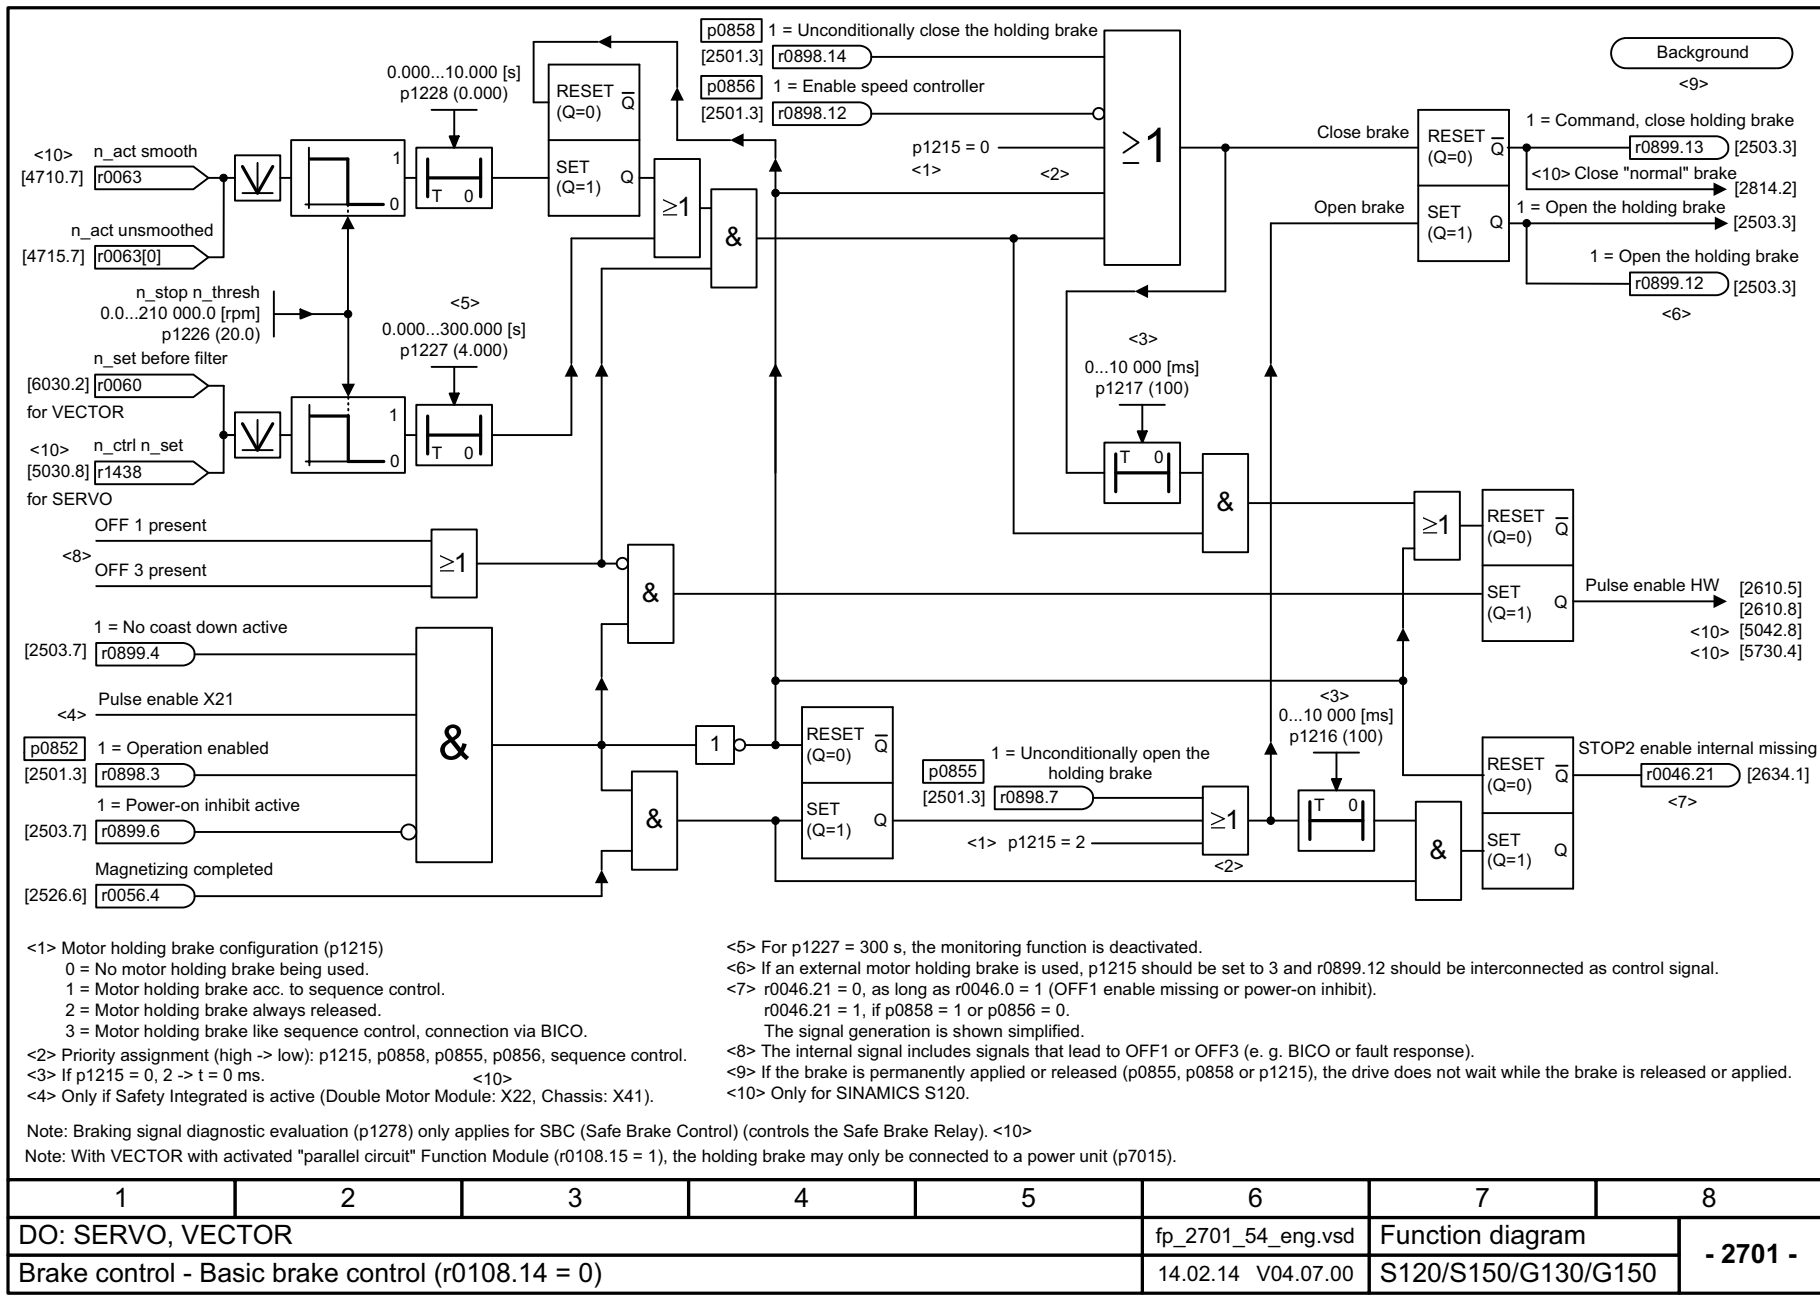 p0858 1 = Unconditionally close the holding brake
[2501.3] r0898.14
p0856 1 = Enable speed controller
[2501.3] r0898.12
p1215 = 0
<1>
<2>
≥1
Background
<9>
0.000...10.000 [s]
p1228 (0.000)
RESET Q
(Q=0)
SET Q
(Q=1)
<10> n_act smooth
[4710.7] r0063
1
0
T 0
n_act unsmoothed
[4715.7] r0063[0]
≥1
&
Close brake
Open brake
RESET Q
(Q=0)
SET Q
(Q=1)
1 = Command, close holding brake
r0899.13 [2503.3]
<10> Close "normal" brake
[2814.2]
1 = Open the holding brake
[2503.3]
1 = Open the holding brake
r0899.12 [2503.3]
<6>
n_stop n_thresh
0.0...210 000.0 [rpm]
p1226 (20.0)
<5>
0.000...300.000 [s]
p1227 (4.000)
n_set before filter
[6030.2] r0060
for VECTOR
<10> n_ctrl n_set
[5030.8] r1438
for SERVO
1
0
T 0
<3>
0...10 000 [ms]
p1217 (100)
T 0
&
≥1
RESET Q
(Q=0)
SET Q
(Q=1)
Pulse enable HW [2610.5]
[2610.8]
<10> [5042.8]
<10> [5730.4]
OFF 1 present
<8>
OFF 3 present
≥1
&
1 = No coast down active
[2503.7] r0899.4
Pulse enable X21
<4>
p0852 1 = Operation enabled
[2501.3] r0898.3
1 = Power-on inhibit active
[2503.7] r0899.6
Magnetizing completed
[2526.6] r0056.4
&
1
&
RESET Q
(Q=0)
SET Q
(Q=1)
1 = Unconditionally open the
holding brake
p0855
[2501.3] r0898.7
<1> p1215 = 2
≥1
<2>
<3>
0...10 000 [ms]
p1216 (100)
T 0
&
RESET Q
(Q=0)
SET Q
(Q=1)
STOP2 enable internal missing
r0046.21 [2634.1]
<7>
<1> Motor holding brake configuration (p1215)
0 = No motor holding brake being used.
1 = Motor holding brake acc. to sequence control.
2 = Motor holding brake always released.
3 = Motor holding brake like sequence control, connection via BICO.
<2> Priority assignment (high -> low): p1215, p0858, p0855, p0856, sequence control.
<3> If p1215 = 0, 2 -> t = 0 ms. <10>
<4> Only if Safety Integrated is active (Double Motor Module: X22, Chassis: X41).
<5> For p1227 = 300 s, the monitoring function is deactivated.
<6> If an external motor holding brake is used, p1215 should be set to 3 and r0899.12 should be interconnected as control signal.
<7> r0046.21 = 0, as long as r0046.0 = 1 (OFF1 enable missing or power-on inhibit).
r0046.21 = 1, if p0858 = 1 or p0856 = 0.
The signal generation is shown simplified.
<8> The internal signal includes signals that lead to OFF1 or OFF3 (e. g. BICO or fault response).
<9> If the brake is permanently applied or released (p0855, p0858 or p1215), the drive does not wait while the brake is released or applied.
<10> Only for SINAMICS S120.
Note: Braking signal diagnostic evaluation (p1278) only applies for SBC (Safe Brake Control) (controls the Safe Brake Relay). <10>
Note: With VECTOR with activated "parallel circuit" Function Module (r0108.15 = 1), the holding brake may only be connected to a power unit (p7015).
1 2 3 4 5 6 7 8
DO: SERVO, VECTOR fp_2701_54_eng.vsd Function diagram - 2701 -
Brake control - Basic brake control (r0108.14 = 0) 14.02.14 V04.07.00 S120/S150/G130/G150